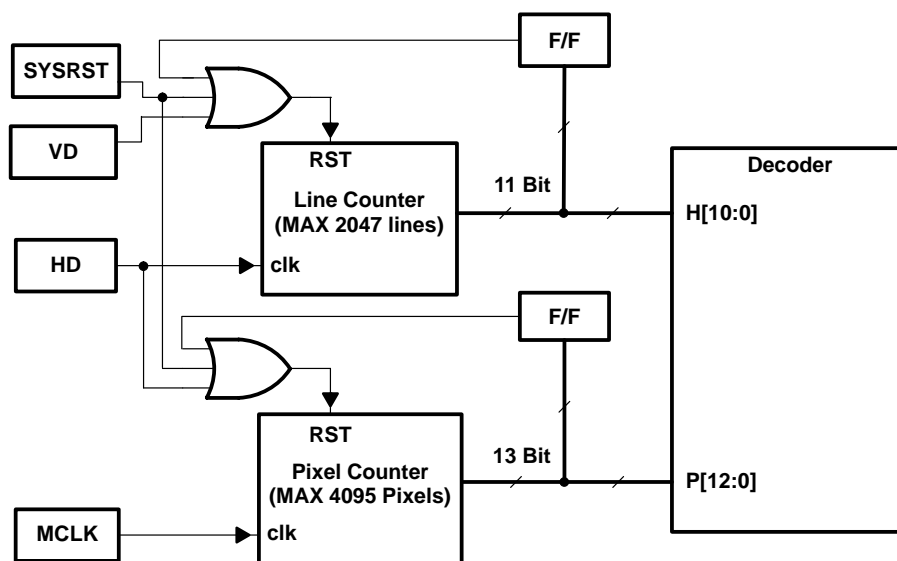 F/F
SYSRST
VD
RST
Line Counter
(MAX 2047 lines)
clk
11 Bit
Decoder
H[10:0]
HD
F/F
RST
Pixel Counter
(MAX 4095 Pixels)
clk
13 Bit
P[12:0]
MCLK